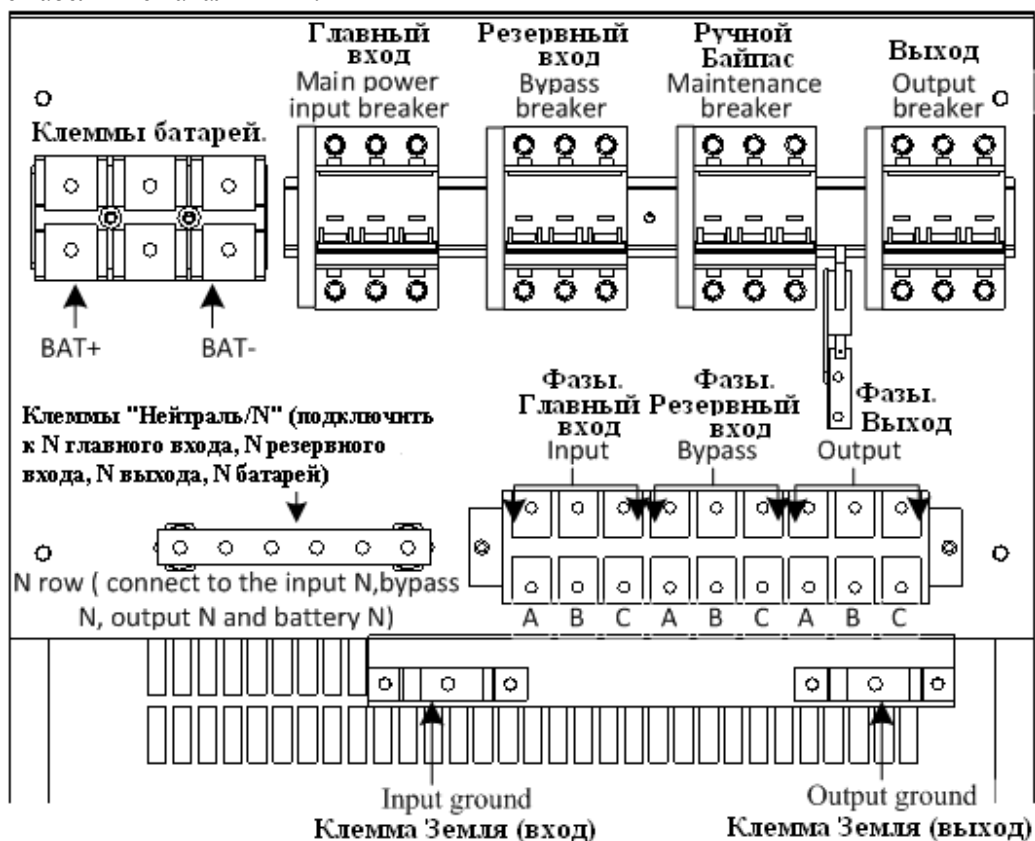 Главный
вход
Main power
input breaker
Резервный
вход
Bypass
breaker
Ручной
Байпас
Maintenance
breaker
Выход
Output
breaker
Клеммы батарей.
BAT+
BAT-
Клеммы "Нейтраль/N" (подключить
к N главного входа, N резервного
входа, N выхода, N батарей)
N row ( connect to the input N,bypass
N, output N and battery N)
Фазы.
Главный
вход
Input
Фазы.
Резервный
вход
Bypass
Фазы.
Выход
Output
A B C A B C A B C
Input ground
Клемма Земля (вход)
Output ground
Клемма Земля (выход)